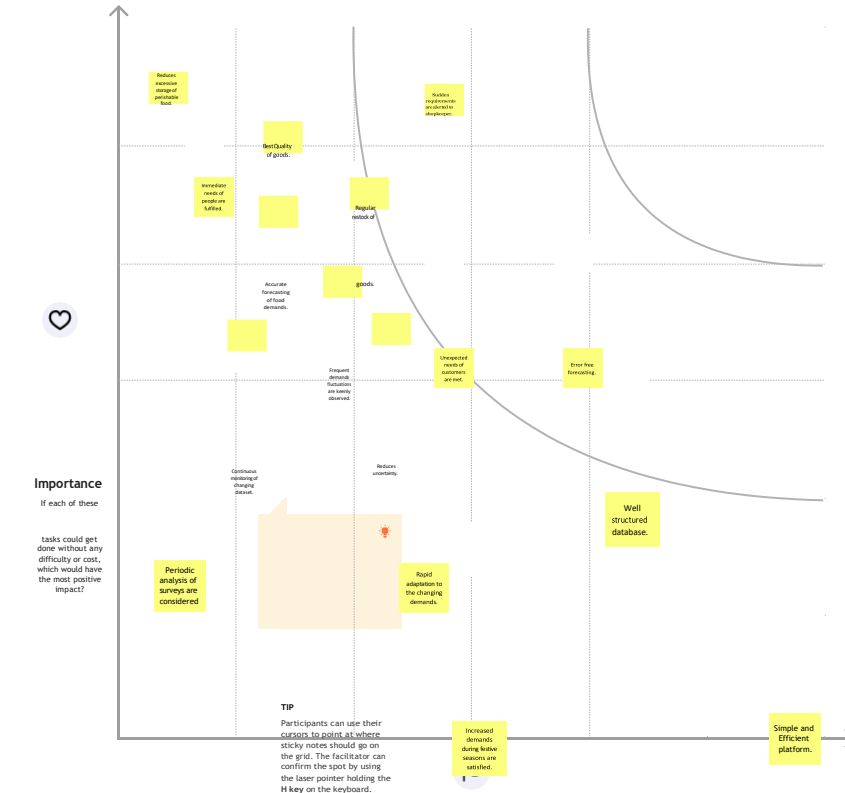 Reduces
excessive
storage of
perishable
food.
Sudden
requirements
are alerted to
shopkeeper.
Best Quality
of goods.
Immediate
needs of
people are
fulfilled.
Regular
restock of
goods.
Accurate
forecasting
of food
demands.
Unexpected
needs of
customers
are met.
Error free
forecasting.
Frequent
demands
fluctuations
are keenly
observed.
Continuous
monitoring of
changing
dataset.
Reduces
uncertainty.
Importance
If each of these
tasks could get
done without any
difficulty or cost,
which would have
the most positive
impact?
Well
structured
database.
Periodic
analysis of
surveys are
considered
Rapid
adaptation to
the changing
demands.
TIP
Participants can use their
cursors to point at where
sticky notes should go on
the grid. The facilitator can
confirm the spot by using
the laser pointer holding the
H key on the keyboard.
Increased
demands
during festive
seasons are
satisfied.
Simple and
Efficient
platform.